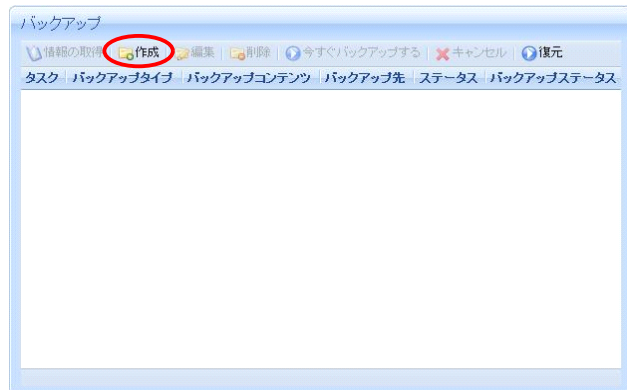 バックアップ
情報の取得 作成 編集 削除 今すぐバックアップする キャンセル 復元
タスク バックアップタイプ バックアップコンテンツ バックアップ先 ステータス バックアップステータス